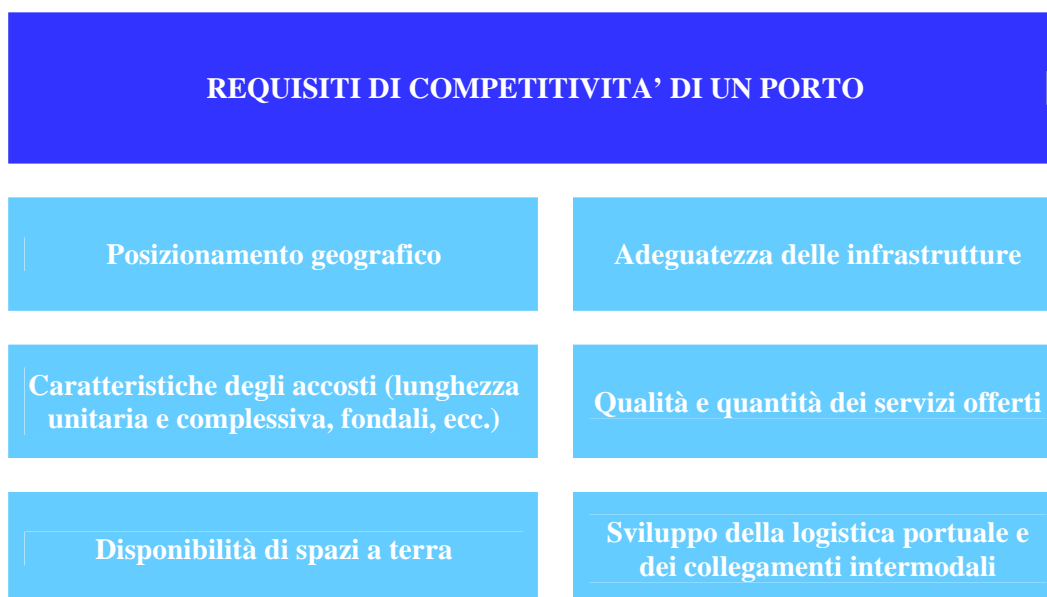 REQUISITI DI COMPETITIVITA’ DI UN PORTO
Posizionamento geografico
Adeguatezza delle infrastrutture
Caratteristiche degli accosti (lunghezza
unitaria e complessiva, fondali, ecc.)
Qualità e quantità dei servizi offerti
Disponibilità di spazi a terra
Sviluppo della logistica portuale e
dei collegamenti intermodali